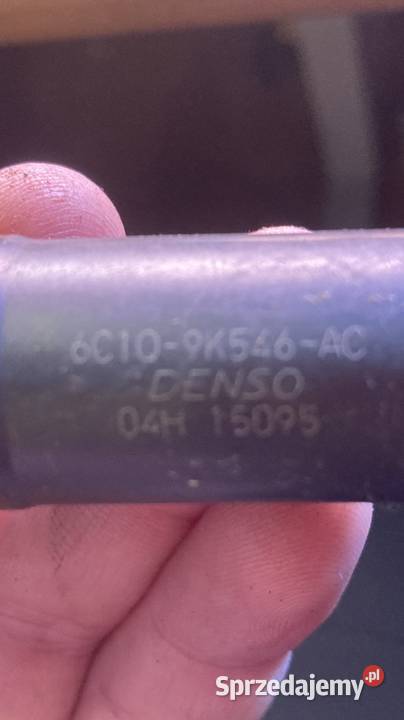 6C10-9K546-AC
DENSO
04H 15095
Sprzedajemy.pl